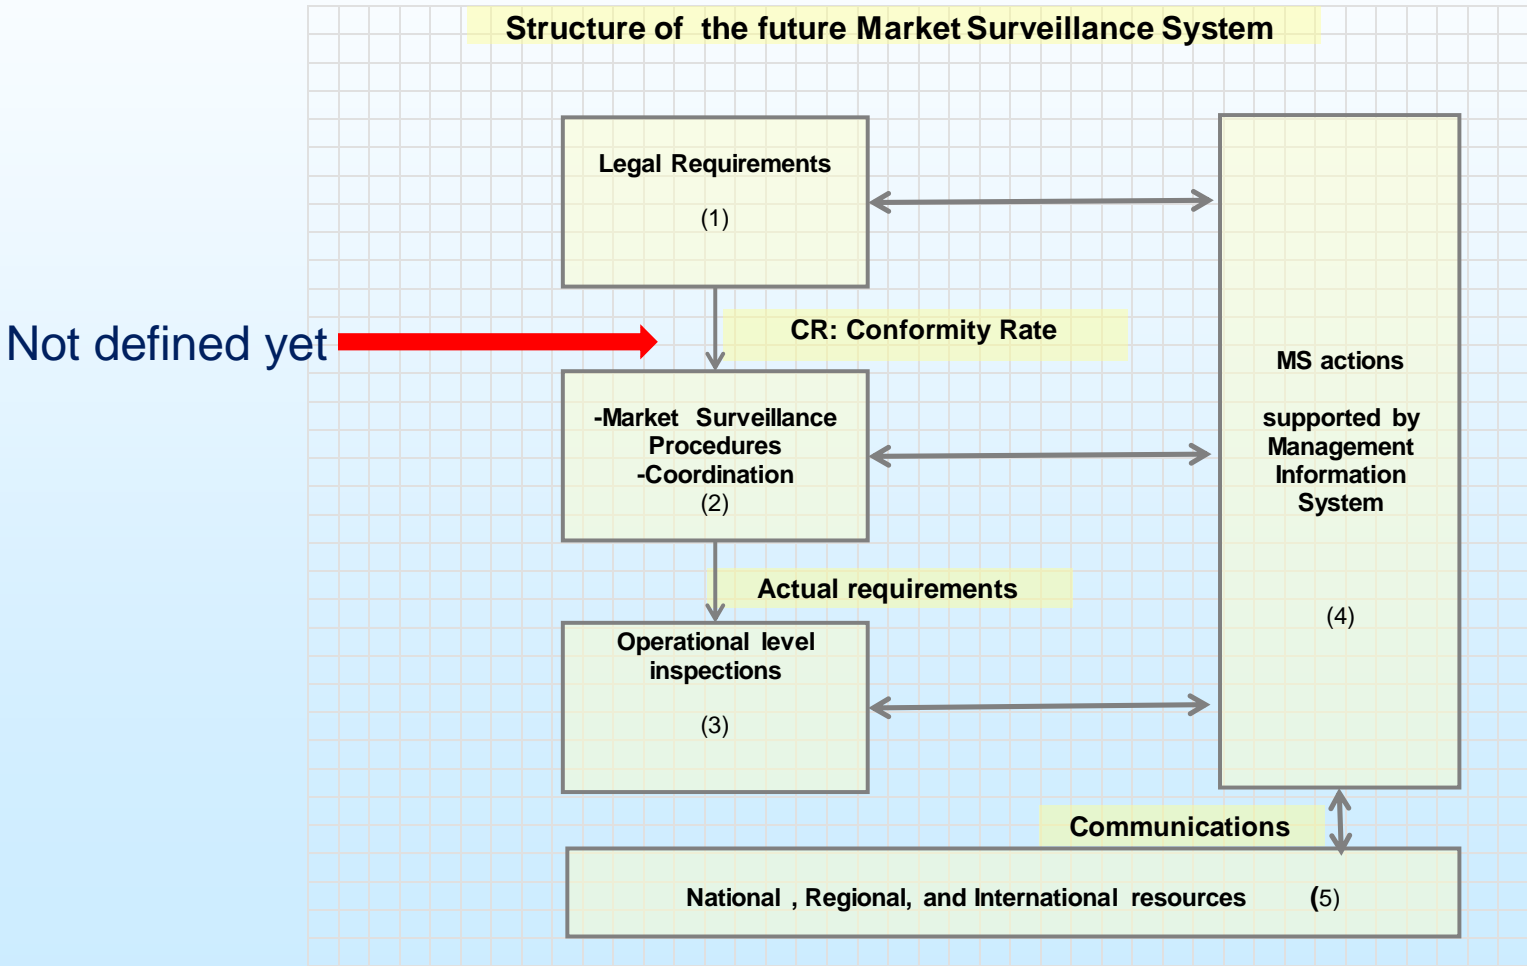 Structure of the future Market Surveillance System
Legal Requirements
(1)
Not defined yet
CR: Conformity Rate
-Market Surveillance
Procedures
-Coordination
(2)
Actual requirements
Operational level
inspections
(3)
MS actions
supported by
Management
Information
System
(4)
Communications
National , Regional, and International resources (5)